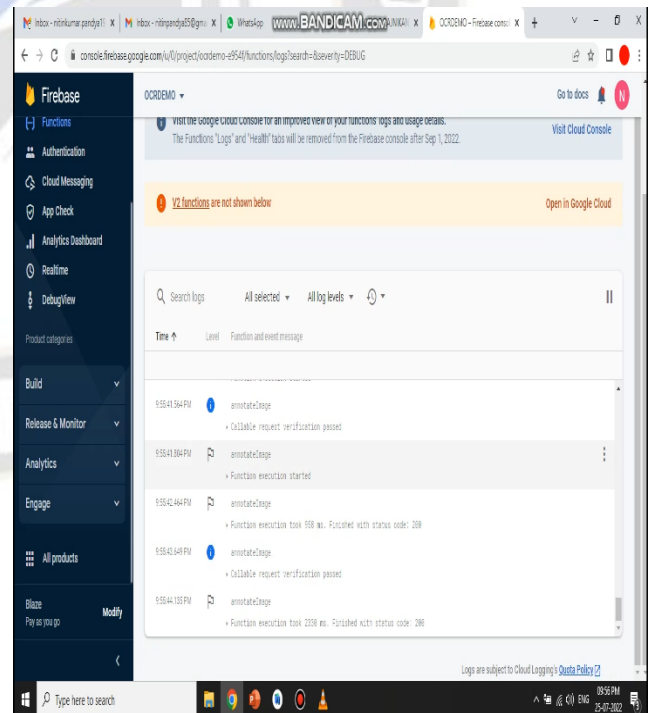 Inbox - nitinkumar.pandya1
Inbox - nitinpandya85@gm
WhatsApp
www.BANDICAM.com
OCRDEMO - Firebase consol
console.firebase.google.com/u/0/project/ocrdemo-e954f/functions/logs?search=&severity=DEBUG
Firebase
OCRDEMO
Go to docs
N
Functions
Authentication
Cloud Messaging
App Check
Analytics Dashboard
Realtime
DebugView
Product categories
Build
Release & Monitor
Analytics
Engage
All products
Blaze
Pay as you go
Modify
Visit the Google Cloud Console for an improved view of your functions logs and usage details.
The Functions "Logs" and "Health" tabs will be removed from the Firebase console after Sep 1, 2022.
Visit Cloud Console
V2 functions are not shown below
Open in Google Cloud
Search logs
All selected
All log levels
Time
Level
Function and event message
9:55:41.564 PM
annotateImage
Callable request verification passed
9:55:41.804 PM
annotateImage
Function execution started
9:55:42.464 PM
annotateImage
Function execution took 958 ms. Finished with status code: 200
9:55:43.649 PM
annotateImage
Callable request verification passed
9:55:44.135 PM
annotateImage
Function execution took 2330 ms. Finished with status code: 200
Logs are subject to Cloud Logging's Quota Policy
Type here to search
ENG
09:56 PM
25-07-2022